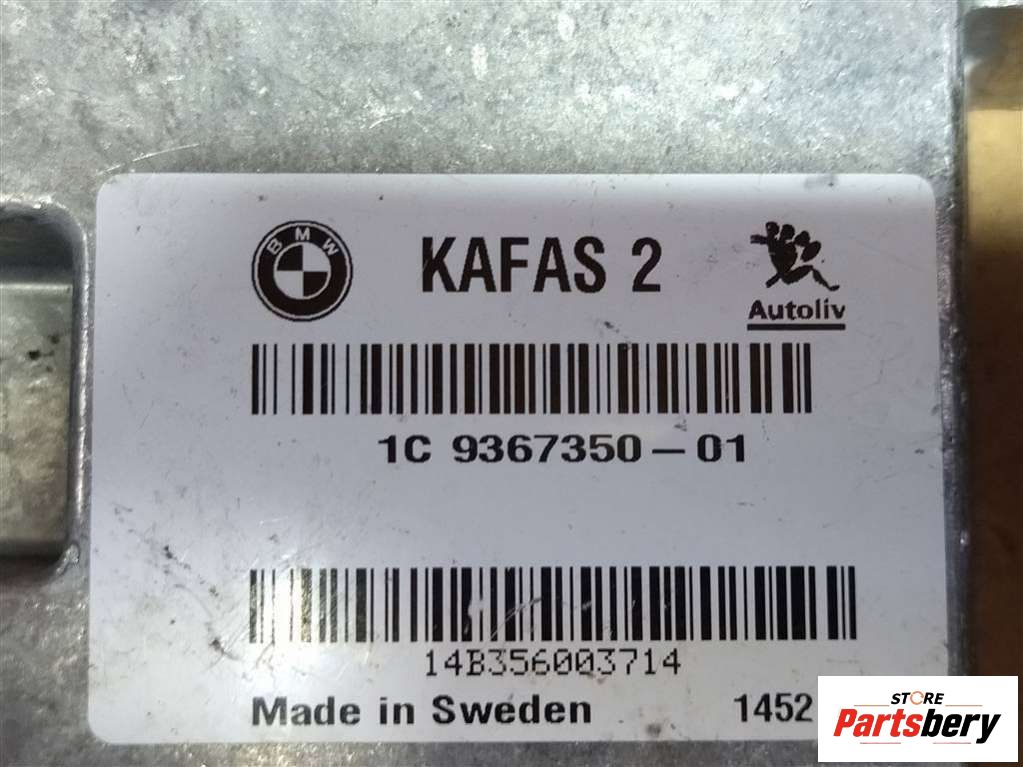 BMW
KAFAS 2
Autoliv
1C 9367350-01
14B356003714
Made in Sweden 1452
STORE
Partsbery